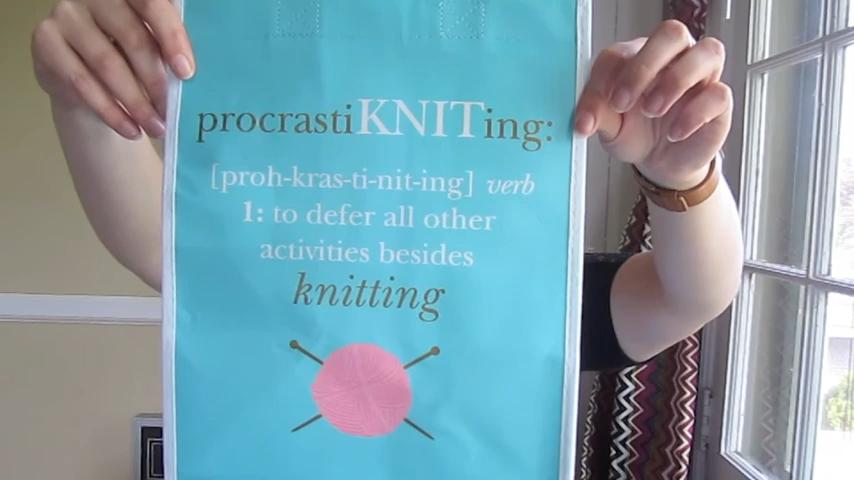 procrastiKNITing:
[proh-kras-ti-nit-ing] verb
1: to defer all other
activities besides
knitting